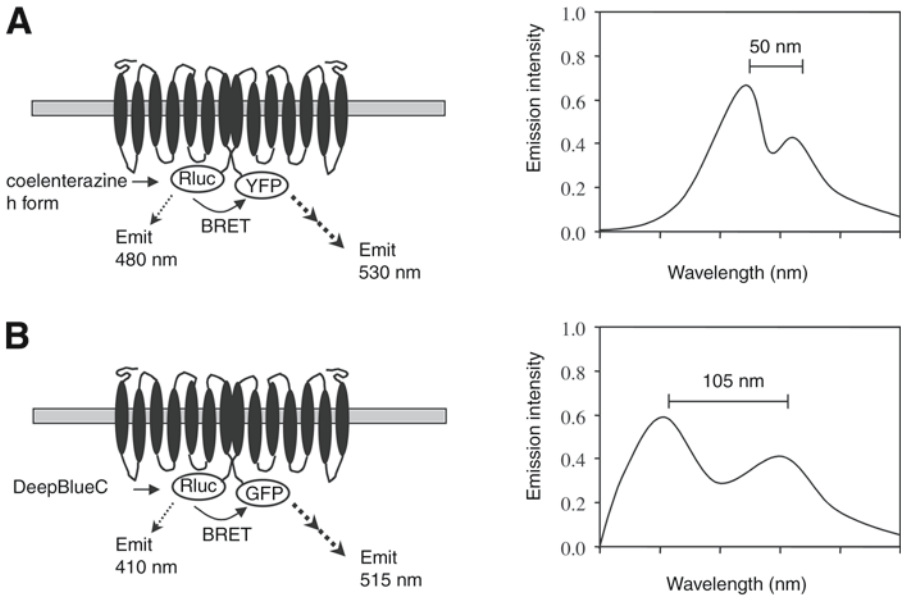 A
coelenterazine
h form
Rluc
YFP
BRET
Emit
480 nm
Emit
530 nm
Emission intensity
1.0
0.8
0.6
0.4
0.2
0.0
50 nm
Wavelength (nm)
B
DeepBlueC
Rluc
GFP
BRET
Emit
410 nm
Emit
515 nm
Emission intensity
1.0
0.8
0.6
0.4
0.2
0.0
105 nm
Wavelength (nm)